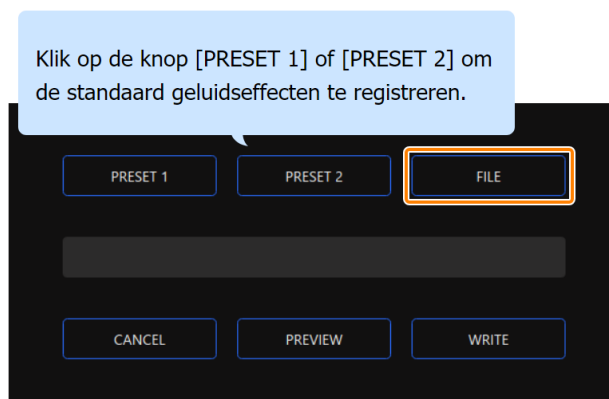 Klik op de knop [PRESET 1] of [PRESET 2] om
de standaard geluidseffecten te registreren.
PRESET 1
PRESET 2
FILE
CANCEL
PREVIEW
WRITE